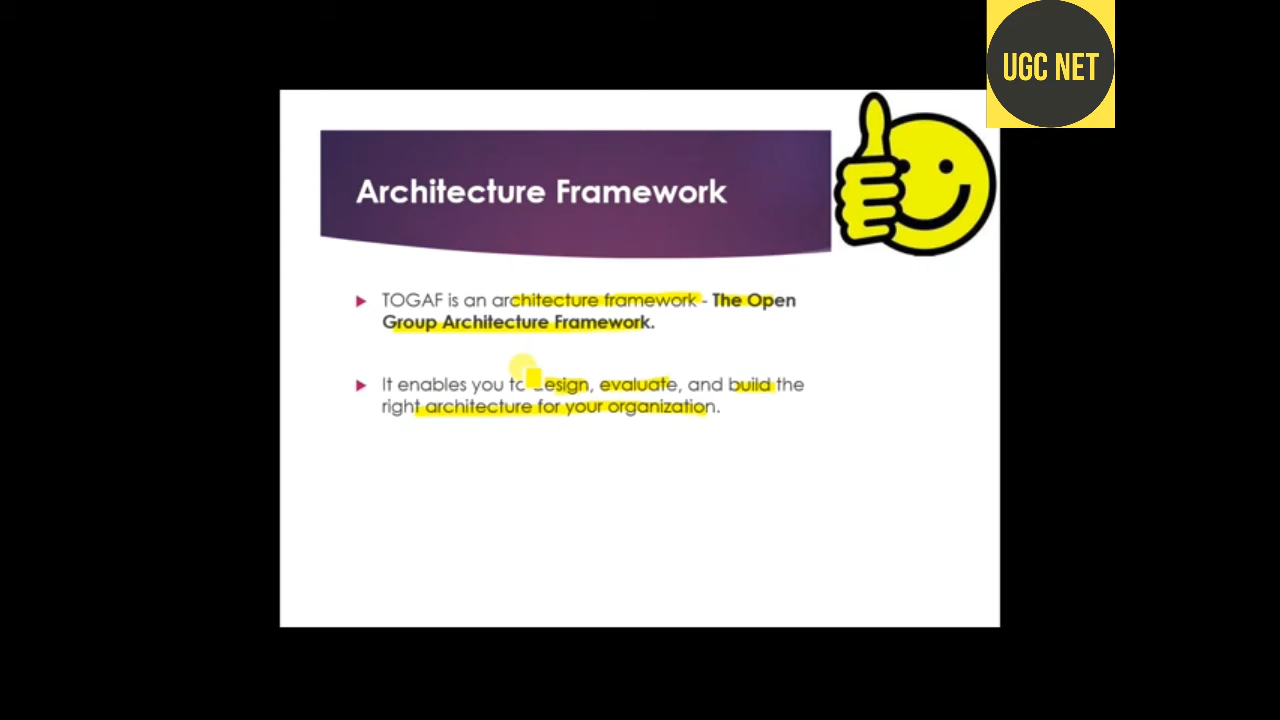 UGC NET
Architecture Framework
TOGAF is an architecture framework - The Open
Group Architecture Framework.
It enables you to design, evaluate, and build the
right architecture for your organization.